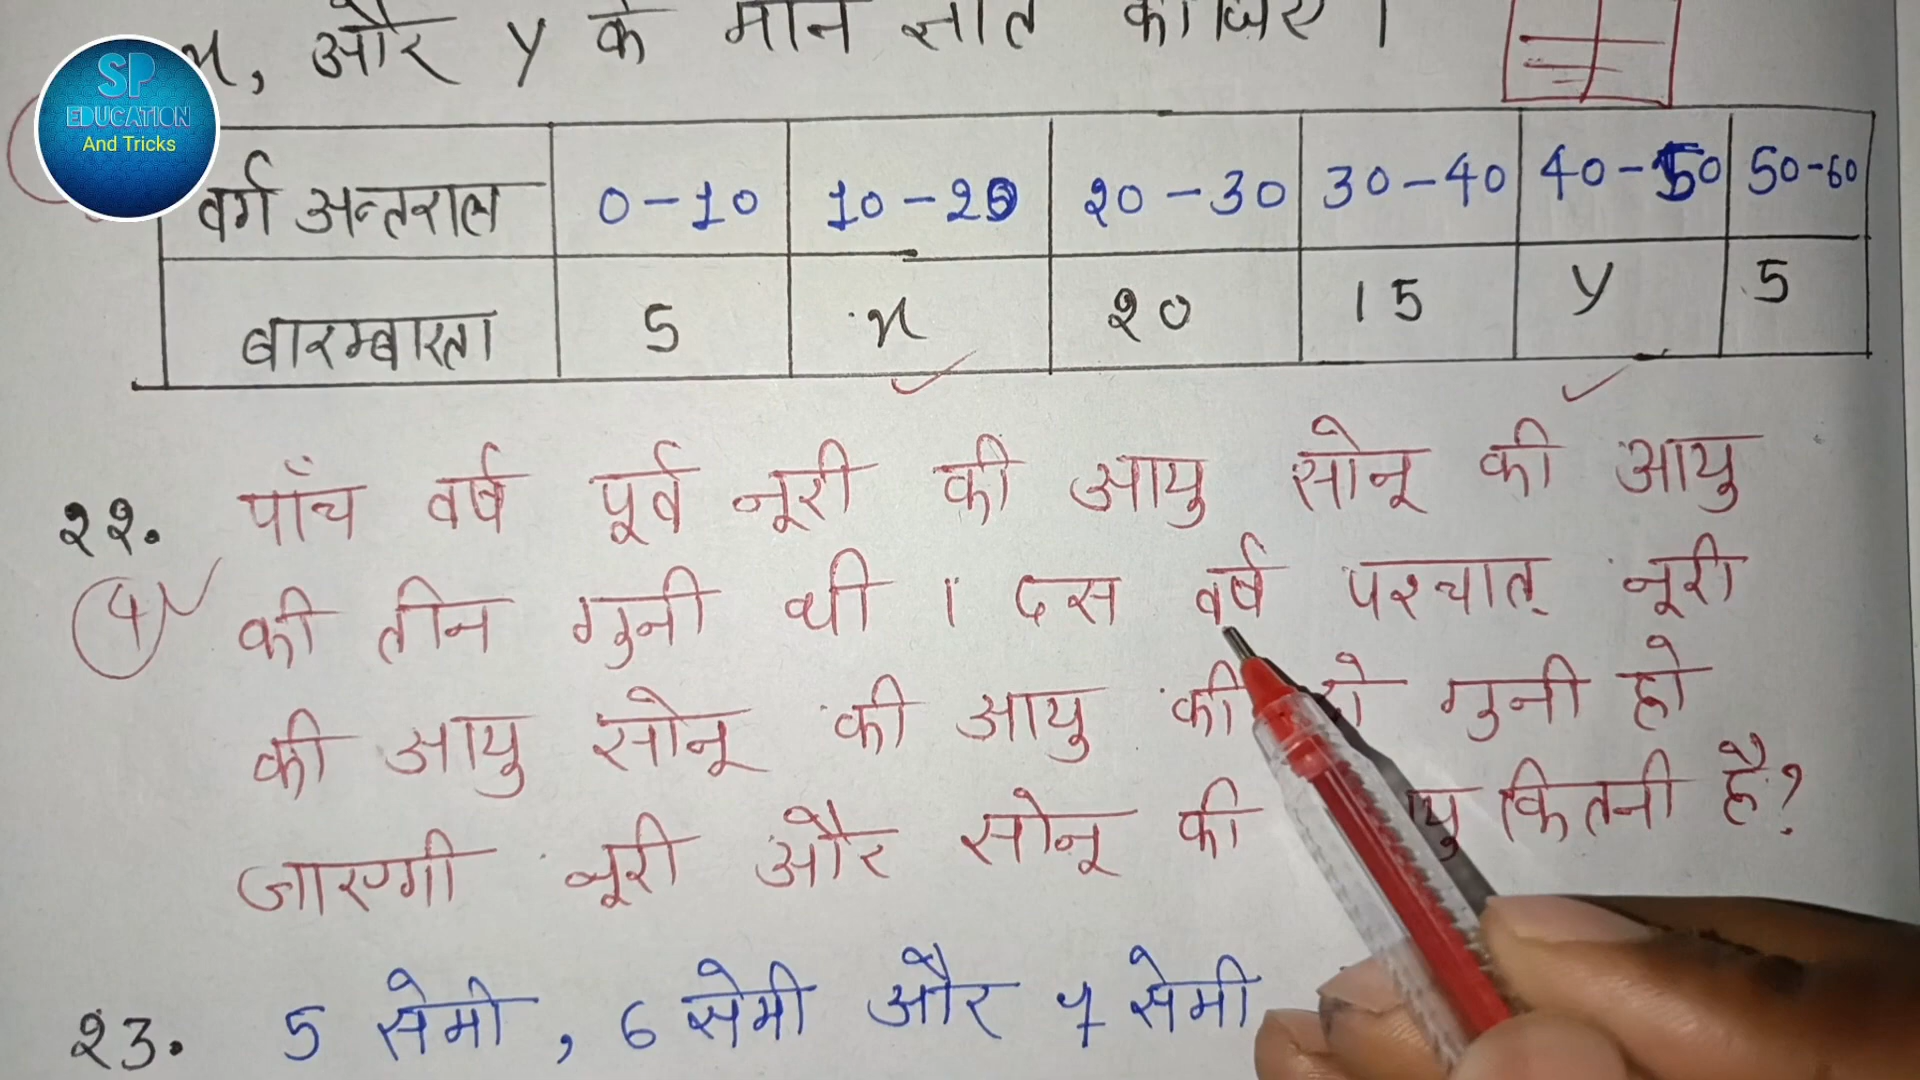 x, और y के मान ज्ञात कीजिए।
SP
EDUCATION
And Tricks
वर्ग अन्तराल 0-10 10-20 20-30 30-40 40-50 50-60
बारम्बारता 5 x 20 15 y 5
22. पाँच वर्ष पूर्व नूरी की आयु सोनू की आयु
की तीन गुनी थी। दस वर्ष पश्चात् नूरी
की आयु सोनू की आयु की गुनी हो
जाएगी नूरी और सोनू की कितनी है?
23. 5 सेमी, 6 सेमी और 7 सेमी